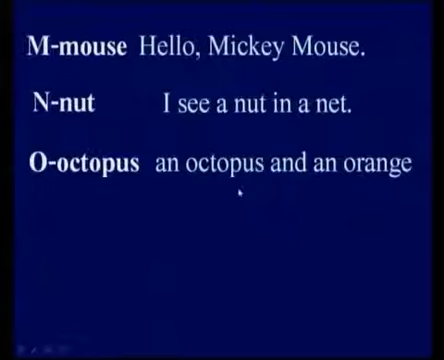 M-mouse Hello, Mickey Mouse.
N-nut I see a nut in a net.
O-octopus an octopus and an orange